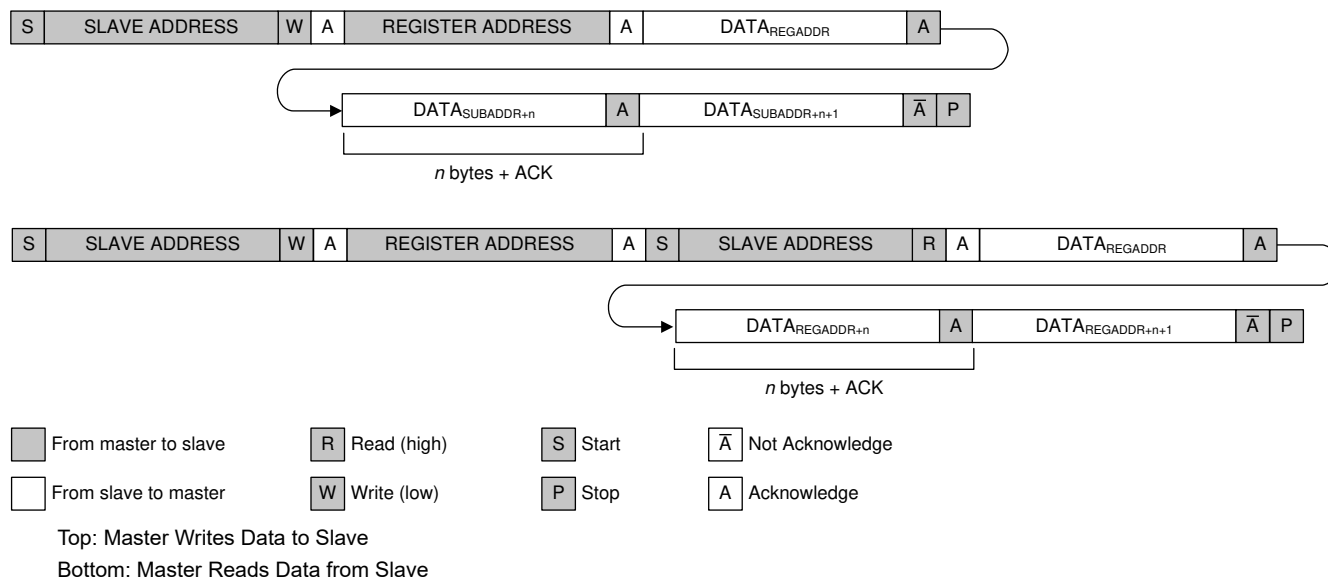 S SLAVE ADDRESS W A REGISTER ADDRESS A DATAREGADDR A
DATASUBADDR+n A DATASUBADDR+n+1 A̅ P
n bytes + ACK
S SLAVE ADDRESS W A REGISTER ADDRESS A S SLAVE ADDRESS R A DATAREGADDR A
DATAREGADDR+n A DATAREGADDR+n+1 A̅ P
n bytes + ACK
From master to slave R Read (high) S Start A̅ Not Acknowledge
From slave to master W Write (low) P Stop A Acknowledge
Top: Master Writes Data to Slave
Bottom: Master Reads Data from Slave